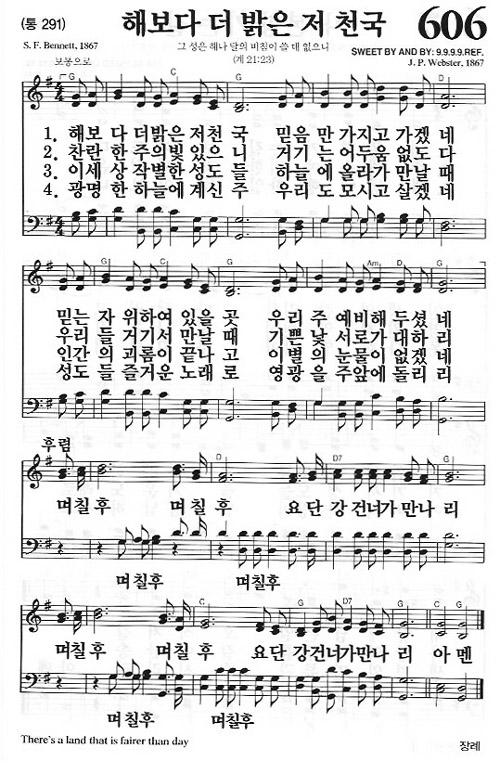 (통 291) 해보다 더 밝은 저 천국 606
S. F. Bennett, 1867 그 성은 해나 달의 비침이 쓸 데 없으니 SWEET BY AND BY: 9.9.9.9.REF.
보통으로 (계 21:23) J. P. Webster, 1867
G C G D
1. 해보 다 더밝은 저천 국 믿음 만 가지고 가겠 네
2. 찬란 한 주의빛 있으 니 거기 는 어두움 없도 다
3. 이세 상 작별한 성도 들 하늘 에 올라가 만날 때
4. 광명 한 하늘에 계신 주 우리 도 모시고 살겠 네
G C G Am D G
믿는 자 위하여 있을 곳 우리 주 예비해 두셨 네
우리 들 거기서 만날 때 기쁜 낯 서로가 대하 리
인간 의 괴롬이 끝나 고 이별 의 눈물이 없겠 네
성도 들 즐거운 노래 로 영광 을 주앞에 돌리 리
후렴
G D D7 G
며칠 후 며칠 후 요단 강 건너가 만나 리
며칠후 며칠후
C G D7 G C G
며칠 후 며칠 후 요단 강건너가만나 리 아 멘
며칠후 며칠후
There's a land that is fairer than day 장례